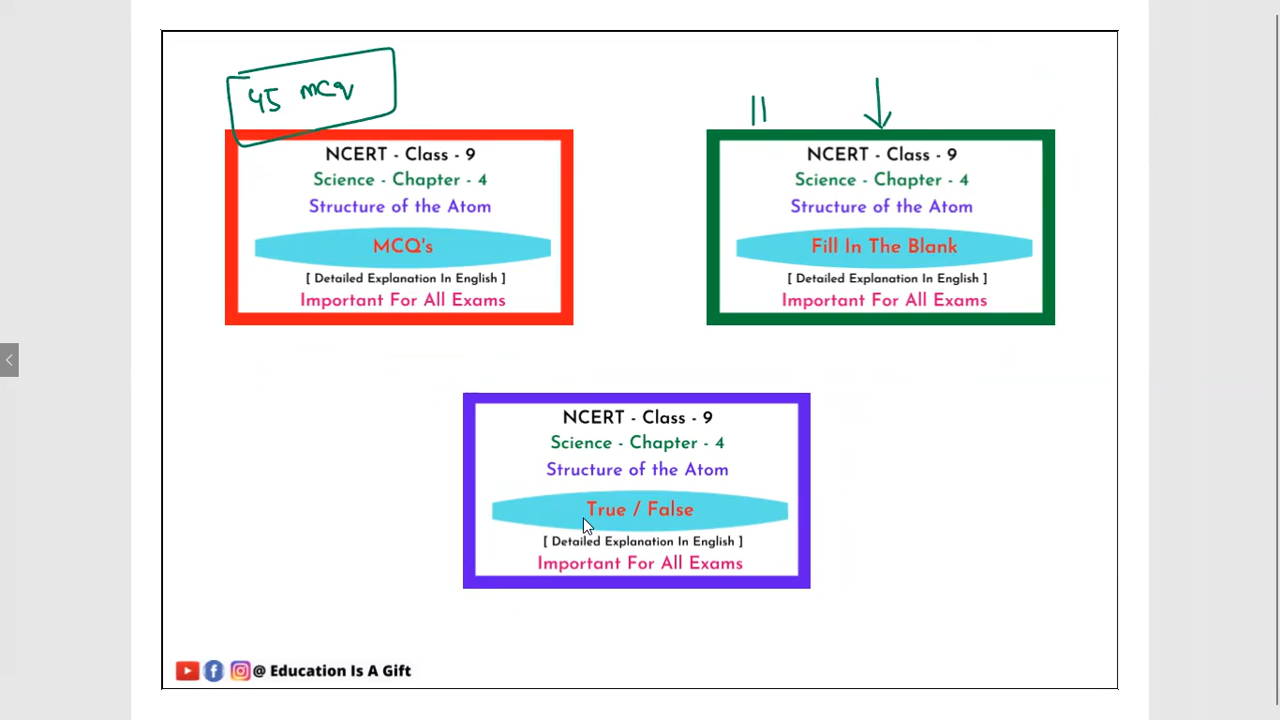 45 mcq
NCERT - Class - 9
Science - Chapter - 4
Structure of the Atom
MCQ's
[ Detailed Explanation In English ]
Important For All Exams
11
NCERT - Class - 9
Science - Chapter - 4
Structure of the Atom
Fill In The Blank
[ Detailed Explanation In English ]
Important For All Exams
NCERT - Class - 9
Science - Chapter - 4
Structure of the Atom
True / False
[ Detailed Explanation In English ]
Important For All Exams
@ Education Is A Gift